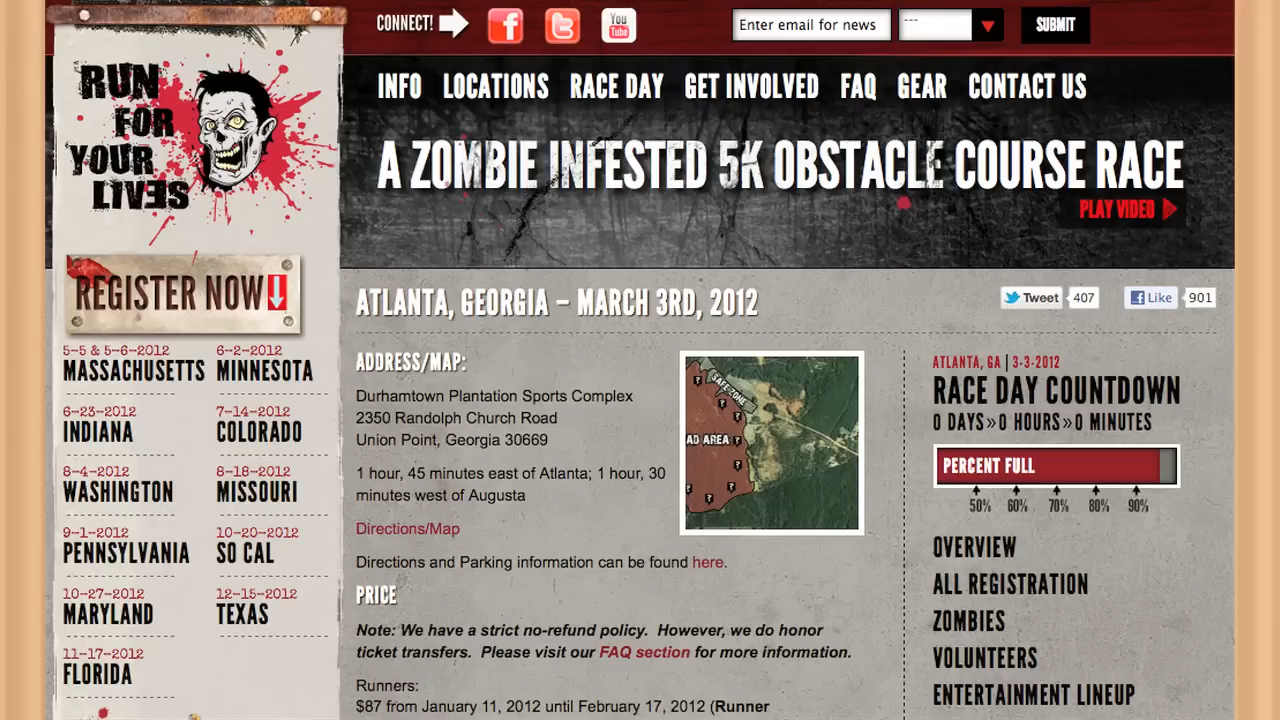 CONNECT!
You
Tube
Enter email for news
---
SUBMIT
RUN
FOR
YOUR
LIVES
INFO LOCATIONS RACE DAY GET INVOLVED FAQ GEAR CONTACT US
A ZOMBIE INFESTED 5K OBSTACLE COURSE RACE
PLAY VIDEO
REGISTER NOW
5-5 & 5-6-2012
MASSACHUSETTS
6-2-2012
MINNESOTA
6-23-2012
INDIANA
7-14-2012
COLORADO
8-4-2012
WASHINGTON
8-18-2012
MISSOURI
9-1-2012
PENNSYLVANIA
10-20-2012
SO CAL
10-27-2012
MARYLAND
12-15-2012
TEXAS
11-17-2012
FLORIDA
ATLANTA, GEORGIA – MARCH 3RD, 2012
Tweet 407
Like 901
ADDRESS/MAP:
Durhamtown Plantation Sports Complex
2350 Randolph Church Road
Union Point, Georgia 30669
1 hour, 45 minutes east of Atlanta; 1 hour, 30
minutes west of Augusta
Directions/Map
Directions and Parking information can be found here.
SAFE ZONE
AD AREA
PRICE
Note: We have a strict no-refund policy. However, we do honor
ticket transfers. Please visit our FAQ section for more information.
Runners:
$87 from January 11, 2012 until February 17, 2012 (Runner
ATLANTA, GA | 3-3-2012
RACE DAY COUNTDOWN
0 DAYS»0 HOURS»0 MINUTES
PERCENT FULL
50% 60% 70% 80% 90%
OVERVIEW
ALL REGISTRATION
ZOMBIES
VOLUNTEERS
ENTERTAINMENT LINEUP